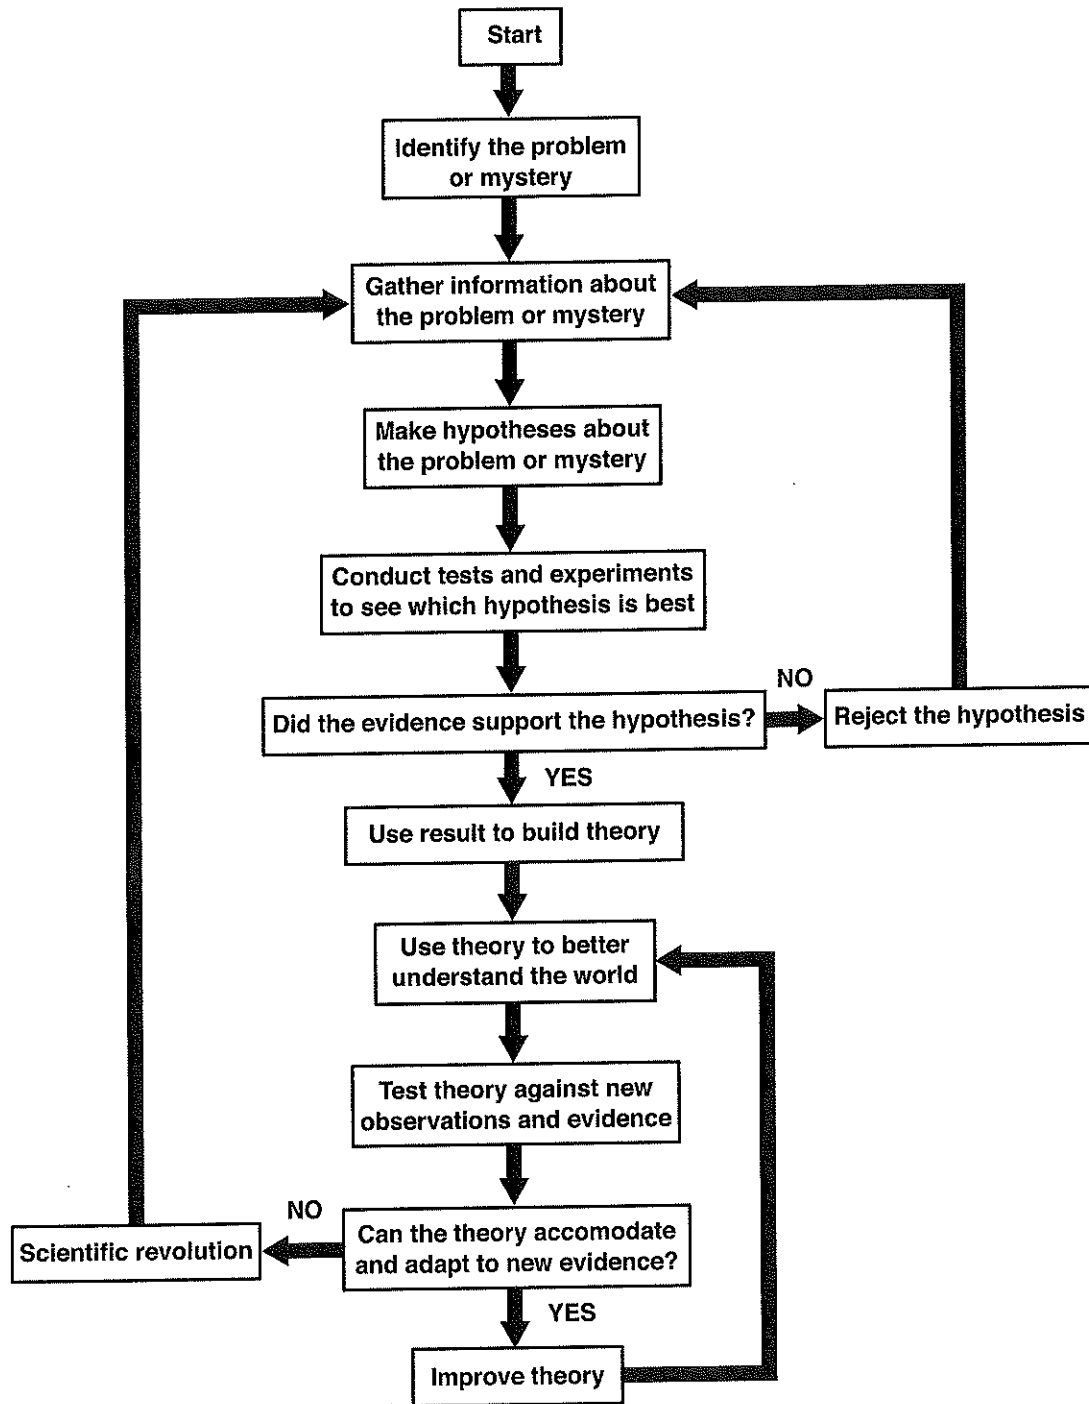 Start
Identify the problem
or mystery
Gather information about
the problem or mystery
Make hypotheses about
the problem or mystery
Conduct tests and experiments
to see which hypothesis is best
Did the evidence support the hypothesis?
NO
Reject the hypothesis
YES
Use result to build theory
Use theory to better
understand the world
Test theory against new
observations and evidence
Can the theory accomodate
and adapt to new evidence?
NO
Scientific revolution
YES
Improve theory